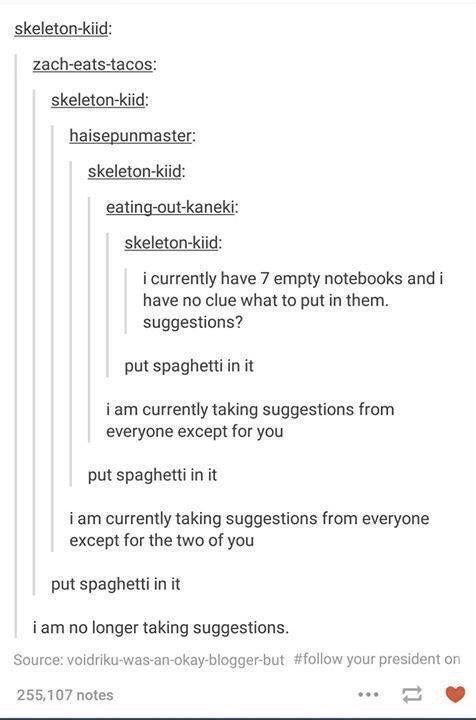 skeleton-kiid:
zach-eats-tacos:
skeleton-kiid:
haisepunmaster:
skeleton-kiid:
eating-out-kaneki:
skeleton-kiid:
i currently have 7 empty notebooks and i
have no clue what to put in them.
suggestions?
put spaghetti in it
i am currently taking suggestions from
everyone except for you
put spaghetti in it
i am currently taking suggestions from everyone
except for the two of you
put spaghetti in it
i am no longer taking suggestions.
Source: voidriku-was-an-okay-blogger-but #follow your president on
255,107 notes